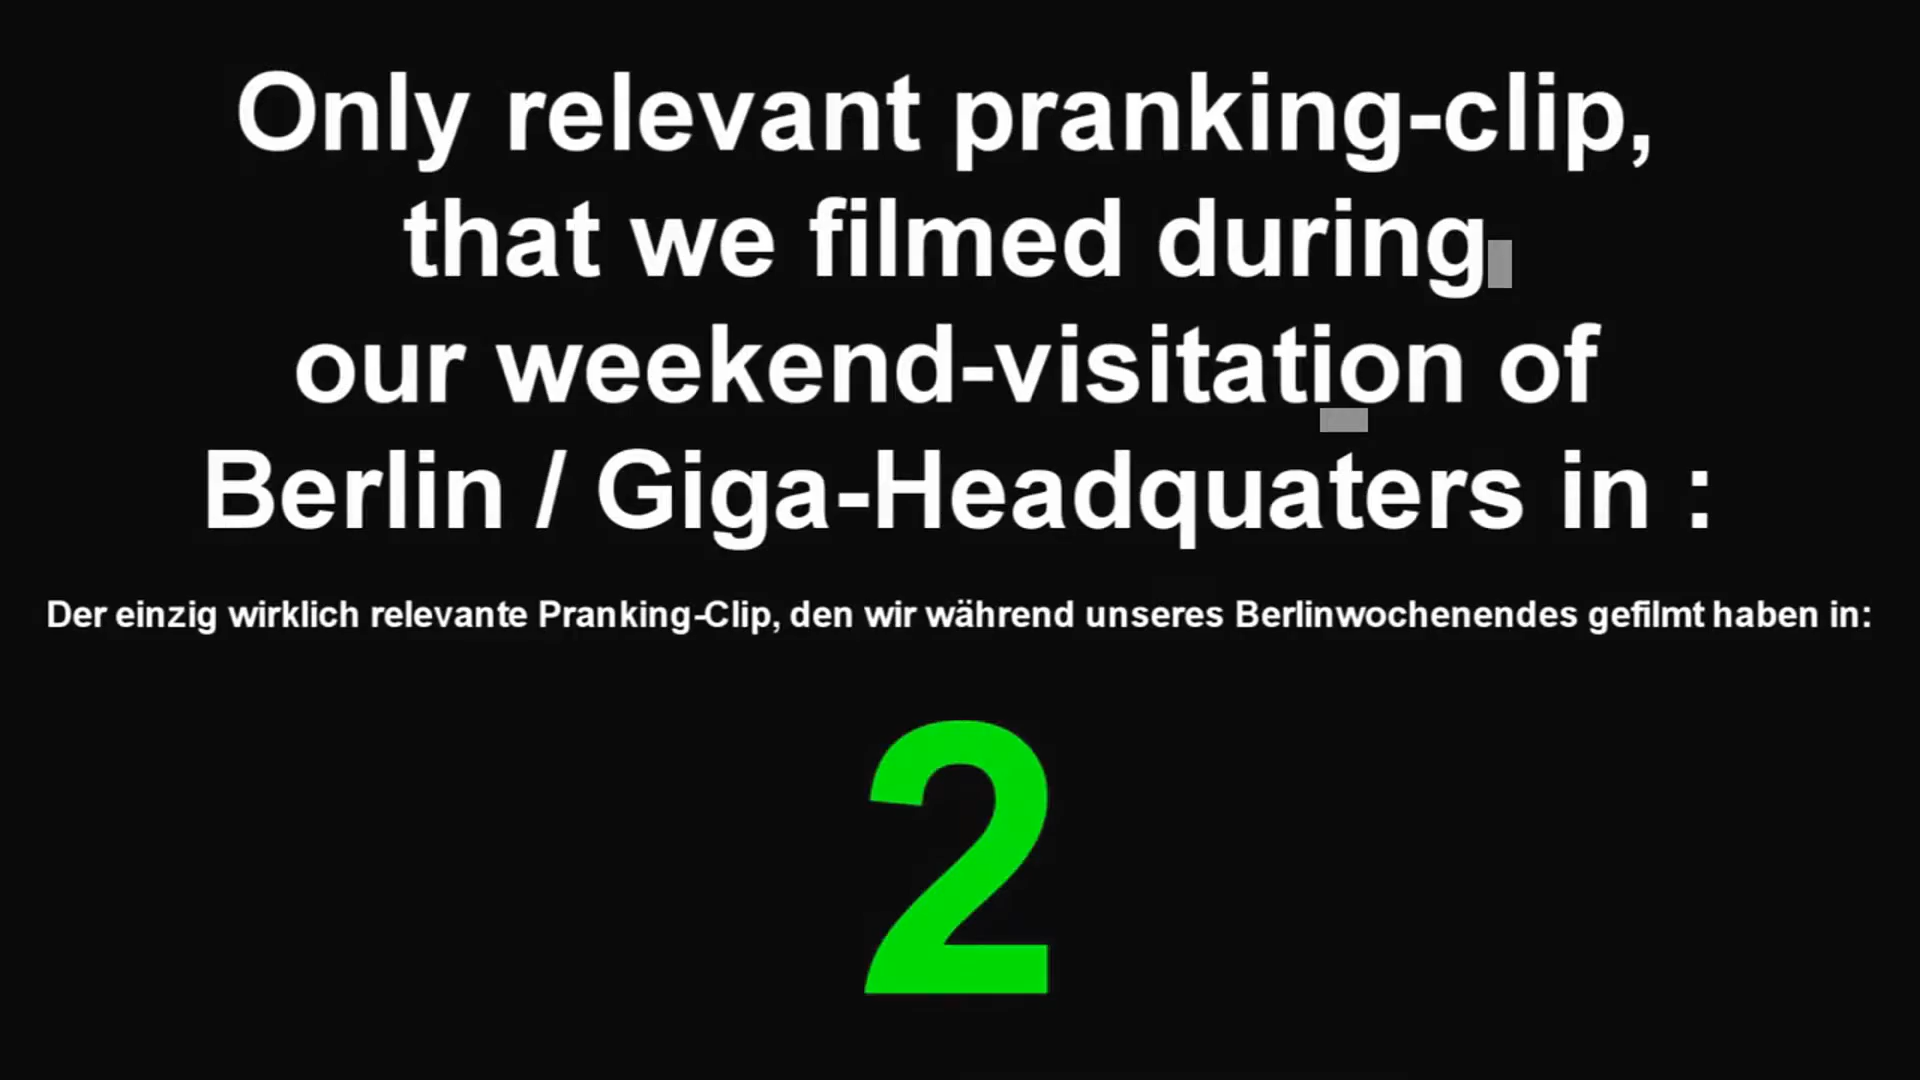 Only relevant pranking-clip,
that we filmed during
our weekend-visitation of
Berlin / Giga-Headquaters in :
Der einzig wirklich relevante Pranking-Clip, den wir während unseres Berlinwochenendes gefilmt haben in:
2